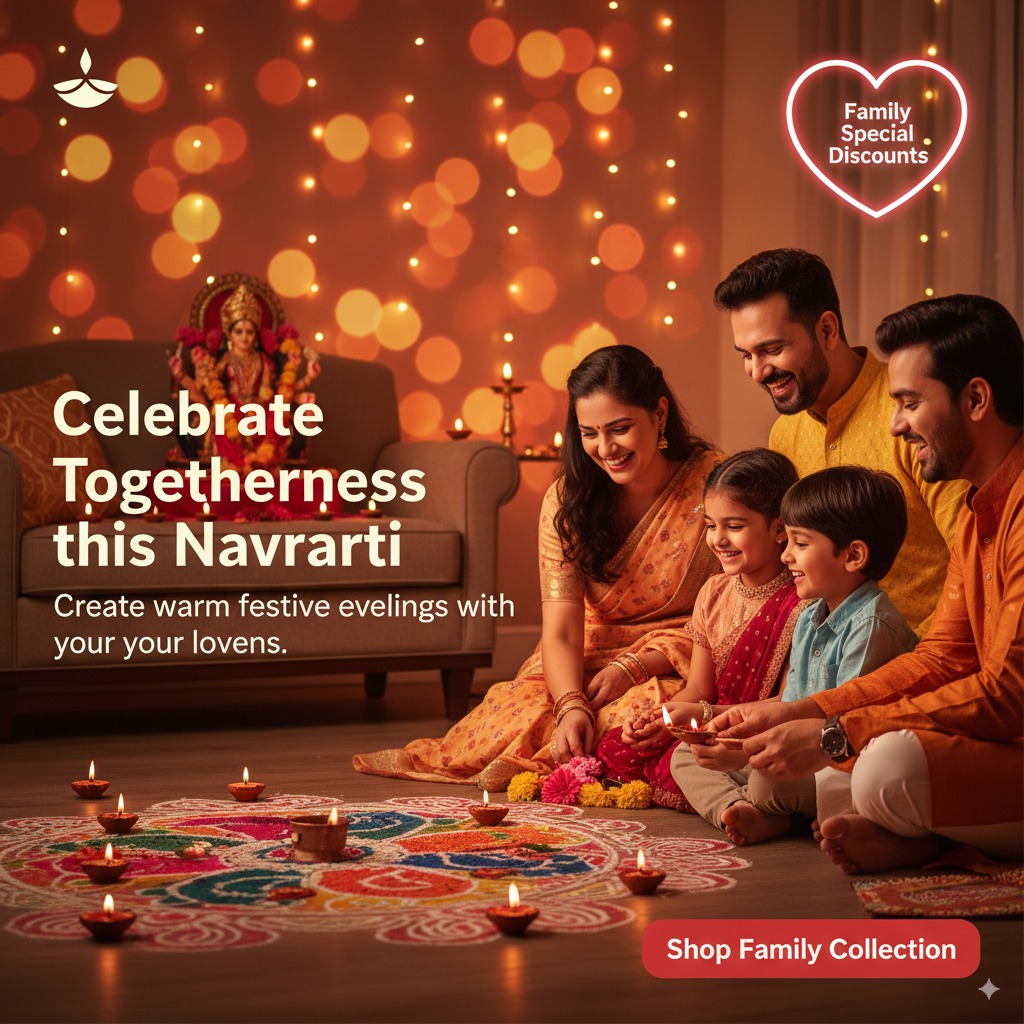 Family
Special
Discounts
Celebrate
Togetherness
this Navrarti
Create warm festive evelings with
your your lovens.
Shop Family Collection